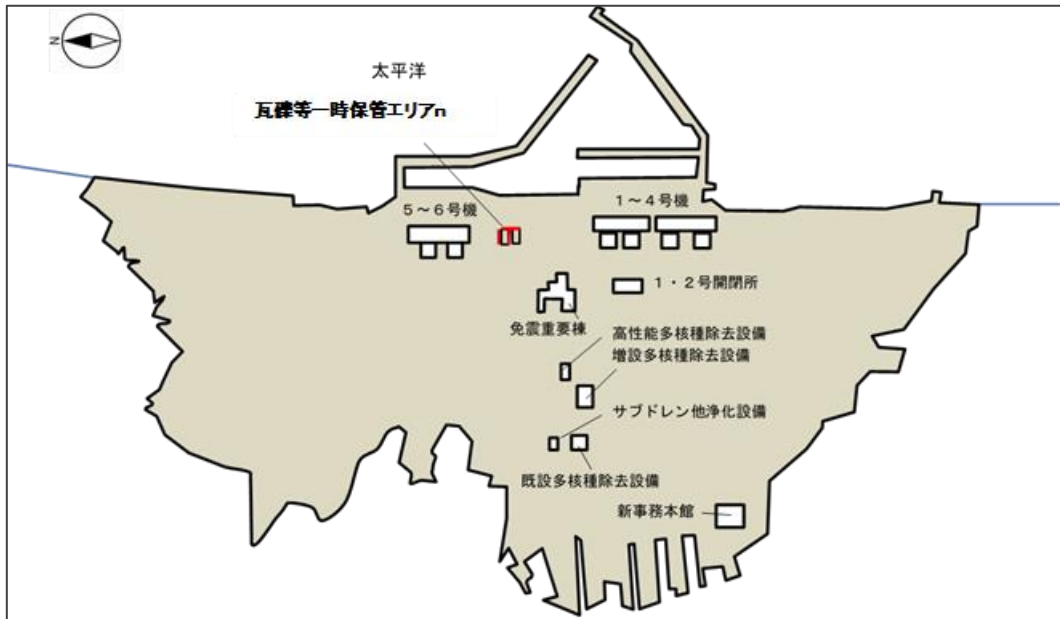 N
太平洋
瓦礫等一時保管エリアn
5～6号機
1～4号機
1・2号開閉所
免震重要棟
高性能多核種除去設備
増設多核種除去設備
サブドレン他浄化設備
既設多核種除去設備
新事務本館